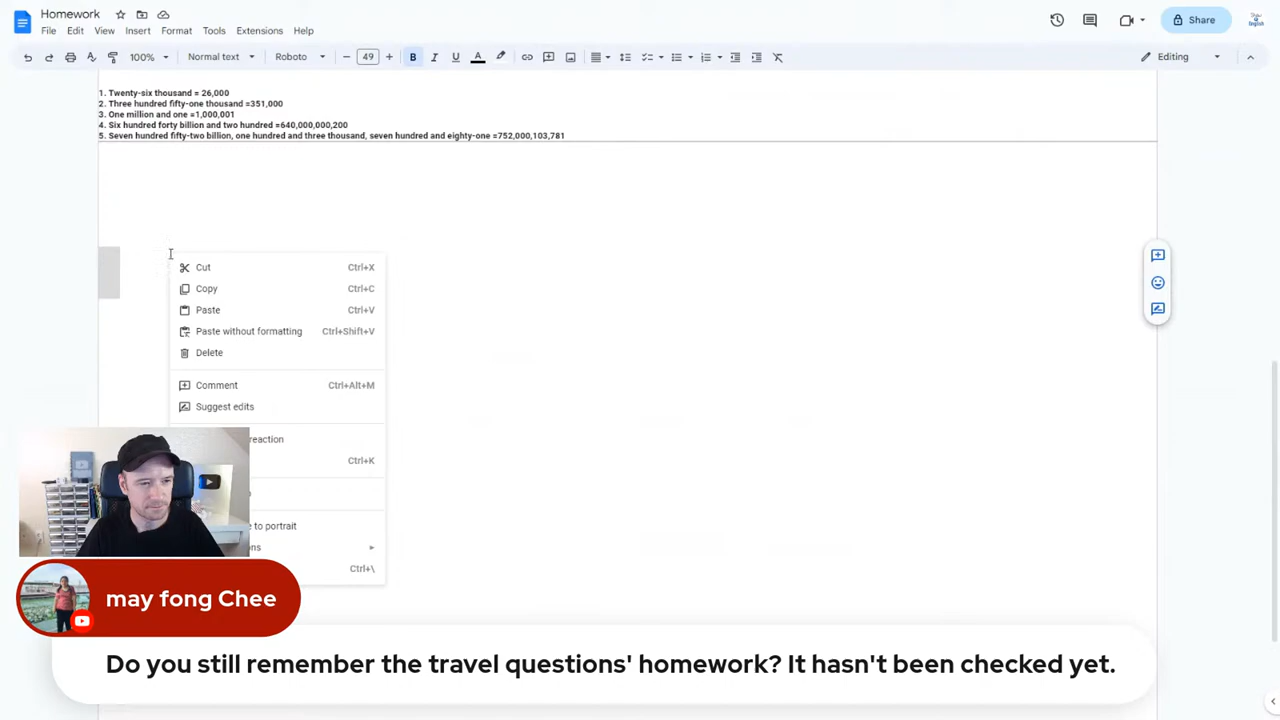 Homework
File Edit View Insert Format Tools Extensions Help
Share
100% Normal text Roboto 49 B I U A Editing
1. Twenty-six thousand = 26,000
2. Three hundred fifty-one thousand =351,000
3. One million and one =1,000,001
4. Six hundred forty billion and two hundred =640,000,000,200
5. Seven hundred fifty-two billion, one hundred and three thousand, seven hundred and eighty-one =752,000,103,781
Cut Ctrl+X
Copy Ctrl+C
Paste Ctrl+V
Paste without formatting Ctrl+Shift+V
Delete
Comment Ctrl+Alt+M
Suggest edits
reaction
Ctrl+K
e to portrait
ons
Ctrl+\
may fong Chee
Do you still remember the travel questions' homework? It hasn't been checked yet.